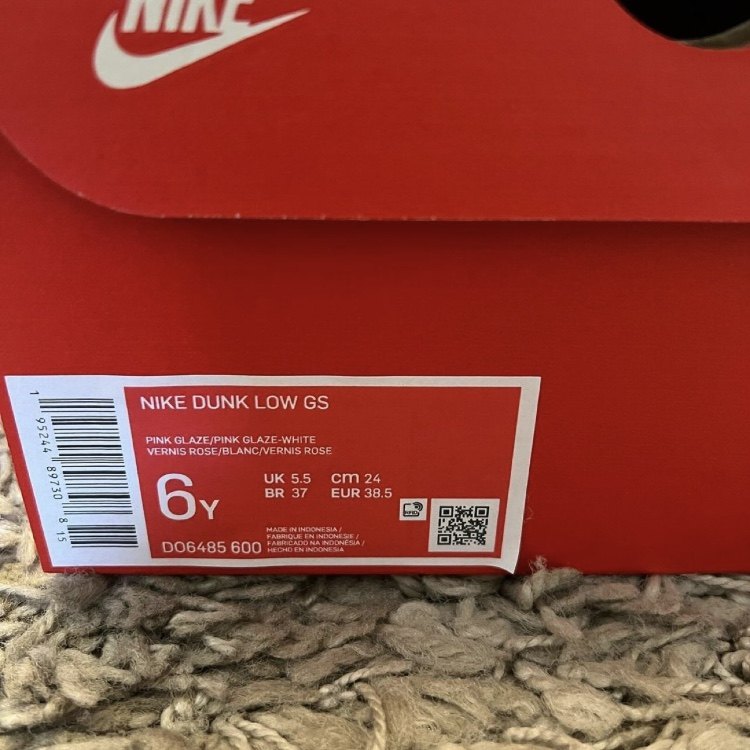 NIKE
NIKE DUNK LOW GS
PINK GLAZE/PINK GLAZE-WHITE
VERNIS ROSE/BLANC/VERNIS ROSE
6Y
UK 5.5 cm 24
BR 37 EUR 38.5
RFID
DO6485 600
MADE IN INDONESIA /
FABRIQUE EN INDONESIE /
FABRICADO NA INDONÉSIA /
HECHO EN INDONESIA
1 95244 89730 8 15